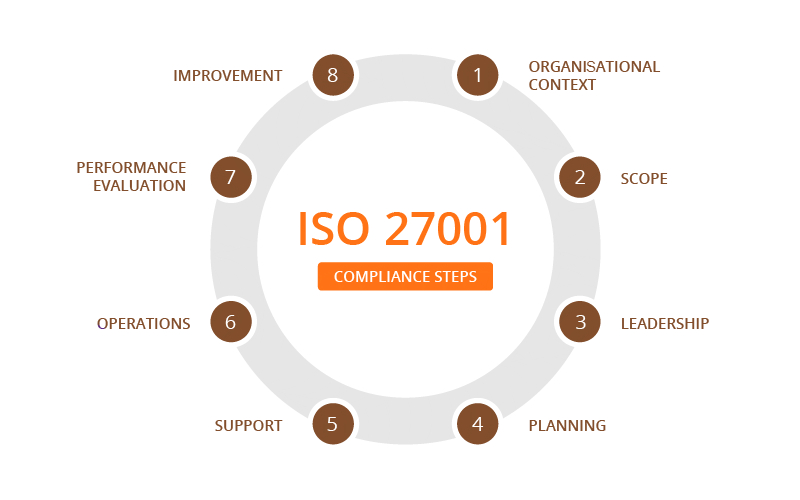 ISO 27001
COMPLIANCE STEPS
1
ORGANISATIONAL
CONTEXT
2
SCOPE
3
LEADERSHIP
4
PLANNING
5
SUPPORT
6
OPERATIONS
7
PERFORMANCE
EVALUATION
8
IMPROVEMENT